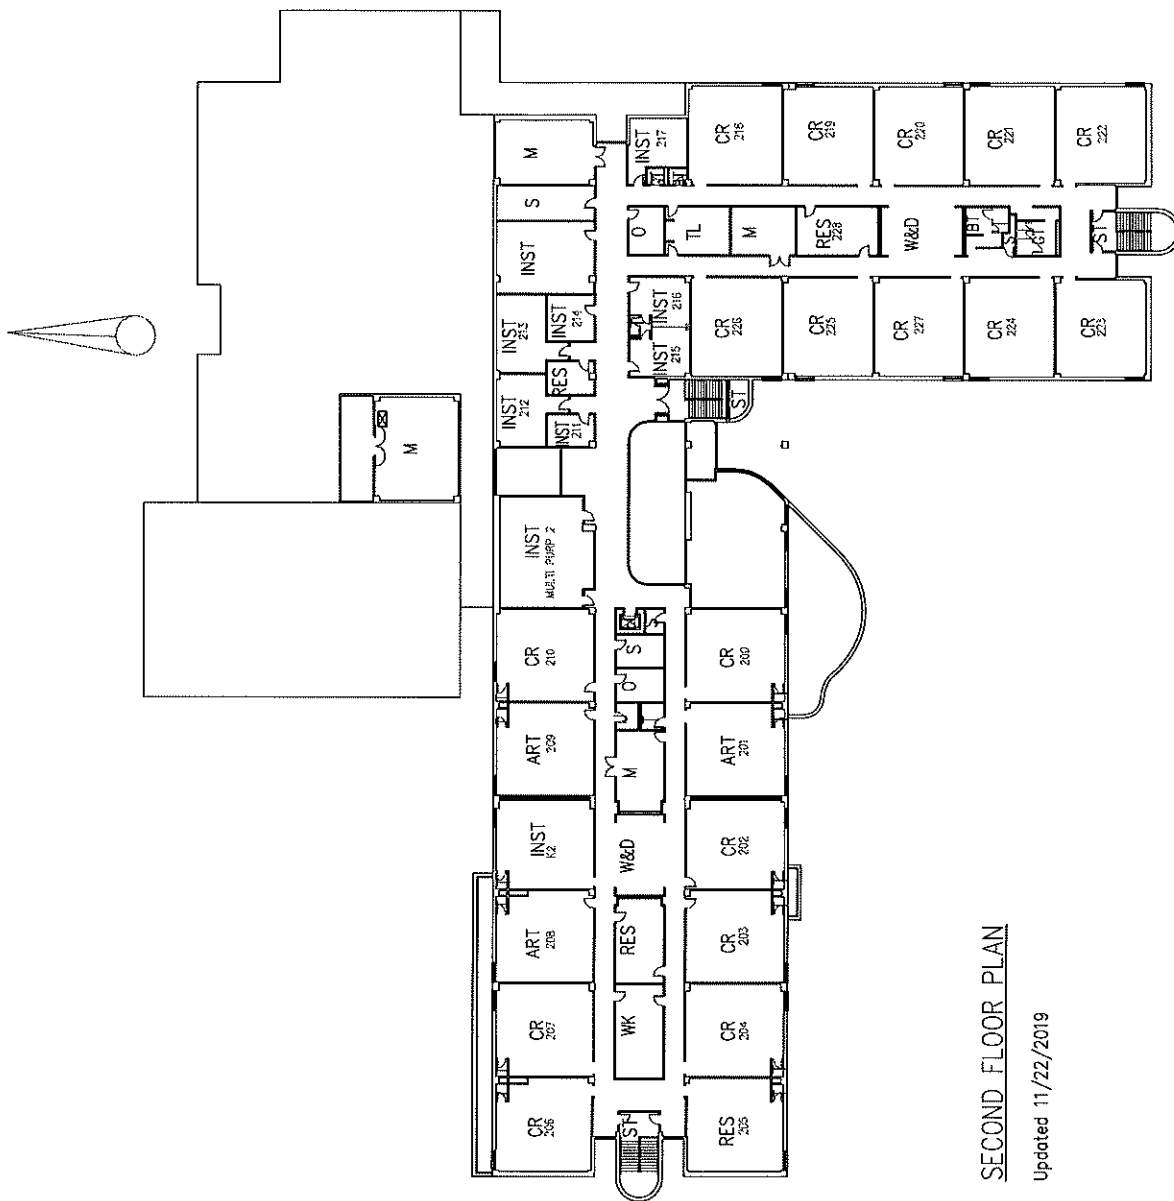 M
CR
206
CR
207
ART
208
INST
K2
ART
209
CR
210
INST
MULTI PURP 2
INST
212
INST
213
INST
S
M
INST
211
RES
INST
214
ST
WK
RES
W&D
M
O
S
RES
205
CR
204
CR
203
CR
202
ART
201
CR
200
ST
INST
215
INST
216
O
INST
217
CR
226
TL
M
CR
218
CR
225
RES
228
CR
219
CR
227
W&D
CR
220
CR
224
BT
S
GT
CR
221
CR
223
ST
CR
222
SECOND FLOOR PLAN
Updated 11/22/2019